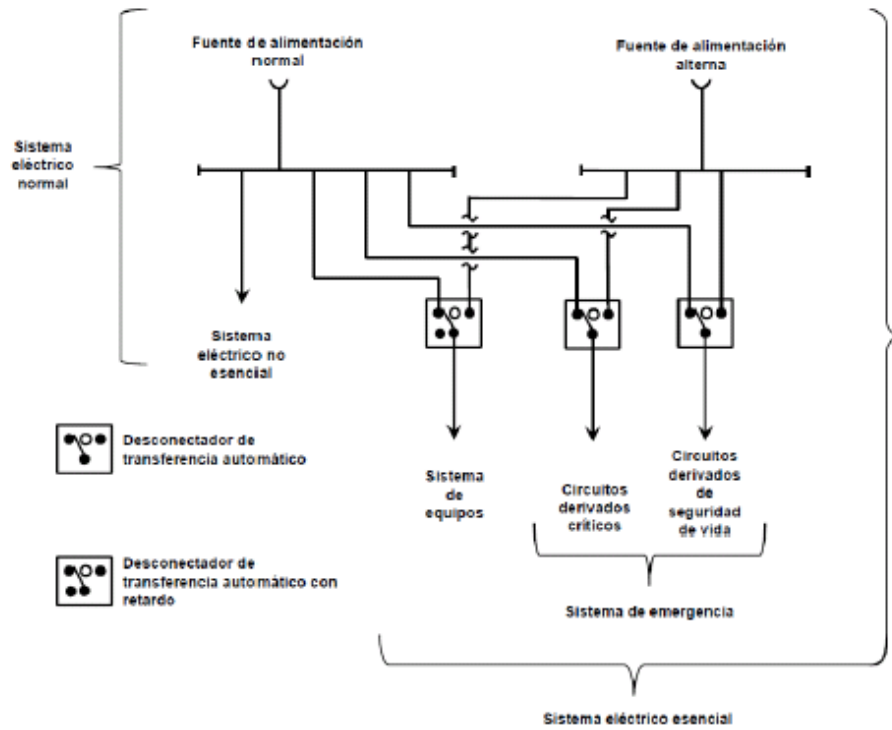 Fuente de alimentación
normal
Fuente de alimentación
alterna
Sistema
eléctrico
normal
Sistema
eléctrico no
esencial
Desconectador de
transferencia automático
Sistema
de
equipos
Circuitos
derivados
críticos
Circuitos
derivados
de
seguridad
de vida
Desconectador de
transferencia automático con
retardo
Sistema de emergencia
Sistema eléctrico esencial